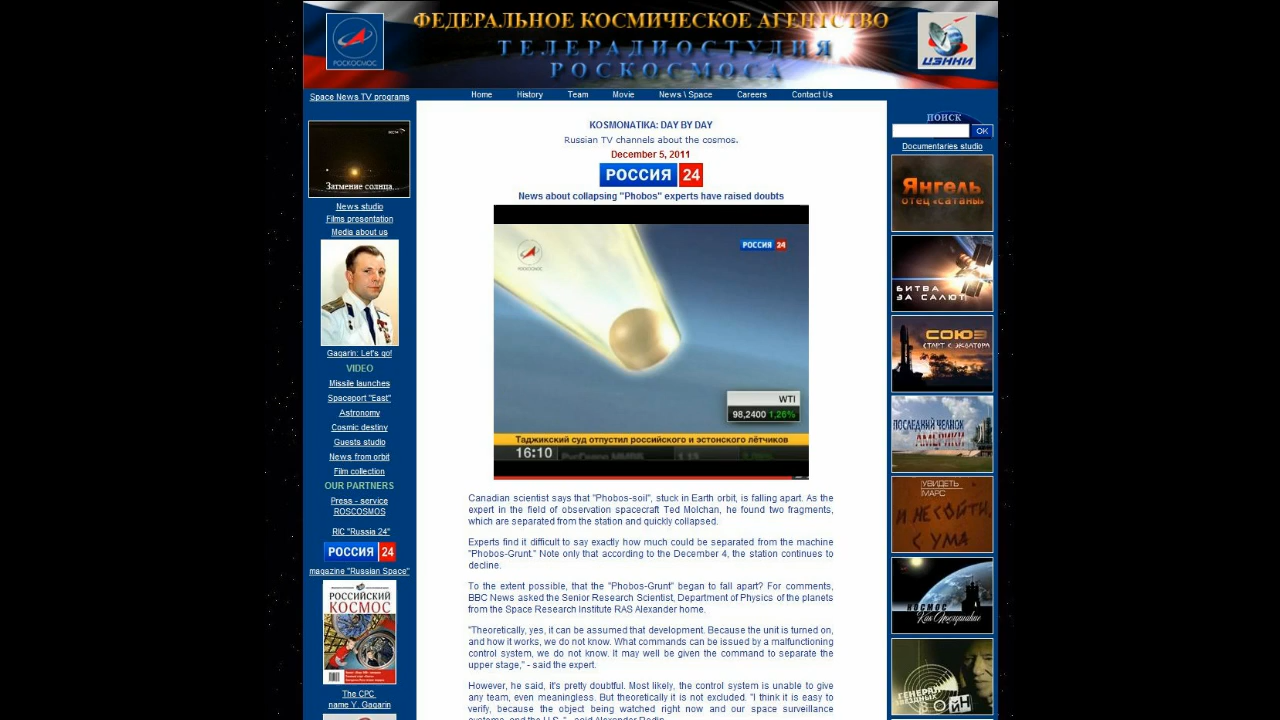 ФЕДЕРАЛЬНОЕ КОСМИЧЕСКОЕ АГЕНТСТВО
ТЕЛЕРАДИОСТУДИЯ
РОСКОСМОСА
РОСКОСМОС
ЦЭНКИ
Home History Team Movie News \ Space Careers Contact Us
Space News TV programs
Затмение солнца...
News studio
Films presentation
Media about us
Gagarin: Let's go!
VIDEO
Missile launches
Spaceport "East"
Astronomy
Cosmic destiny
Guests studio
News from orbit
Film collection
OUR PARTNERS
Press - service
ROSCOSMOS
RIC "Russia 24"
РОССИЯ 24
magazine "Russian Space"
РОССИЙСКИЙ
КОСМОС
The CPC
name Y. Gagarin
KOSMONATIKA: DAY BY DAY
Russian TV channels about the cosmos.
December 5, 2011
РОССИЯ 24
News about collapsing "Phobos" experts have raised doubts
РОСКОСМОС
РОССИЯ 24
WTI
98,2400 1,26%
Таджикский суд отпустил российского и эстонского лётчиков
16:10
Canadian scientist says that "Phobos-soil", stuck in Earth orbit, is falling apart. As the
expert in the field of observation spacecraft Ted Molchan, he found two fragments,
which are separated from the station and quickly collapsed.
Experts find it difficult to say exactly how much could be separated from the machine
"Phobos-Grunt." Note only that according to the December 4, the station continues to
decline.
To the extent possible, that the "Phobos-Grunt" began to fall apart? For comments,
BBC News asked the Senior Research Scientist, Department of Physics of the planets
from the Space Research Institute RAS Alexander home.
"Theoretically, yes, it can be assumed that development. Because the unit is turned on,
and how it works, we do not know. What commands can be issued by a malfunctioning
control system, we do not know. It may well be given the command to separate the
upper stage," - said the expert.
However, he said, it's pretty doubtful. Most likely, the control system is unable to give
any team, even meaningless. But theoretically it is not excluded. "I think it is easy to
verify, because the object being watched right now and our space surveillance
systems, and the U.S.," - said Alexander Rodin.
ПОИСК
OK
Documentaries studio
Янгель
отец «сатаны»
БИТВА
ЗА САЛЮТ
СОЮЗ
СТАРТ С ЭКВАТОРА
ПОСЛЕДНИЙ ЧЕЛНОК
АМЕРИКИ
УВИДЕТЬ
МАРС
И НЕ СОЙТИ
С УМА
КОСМОС
Как Предчувствие
ГЕНЕРАЛ
ЗВЕЗДНЫХ
ВОЙН